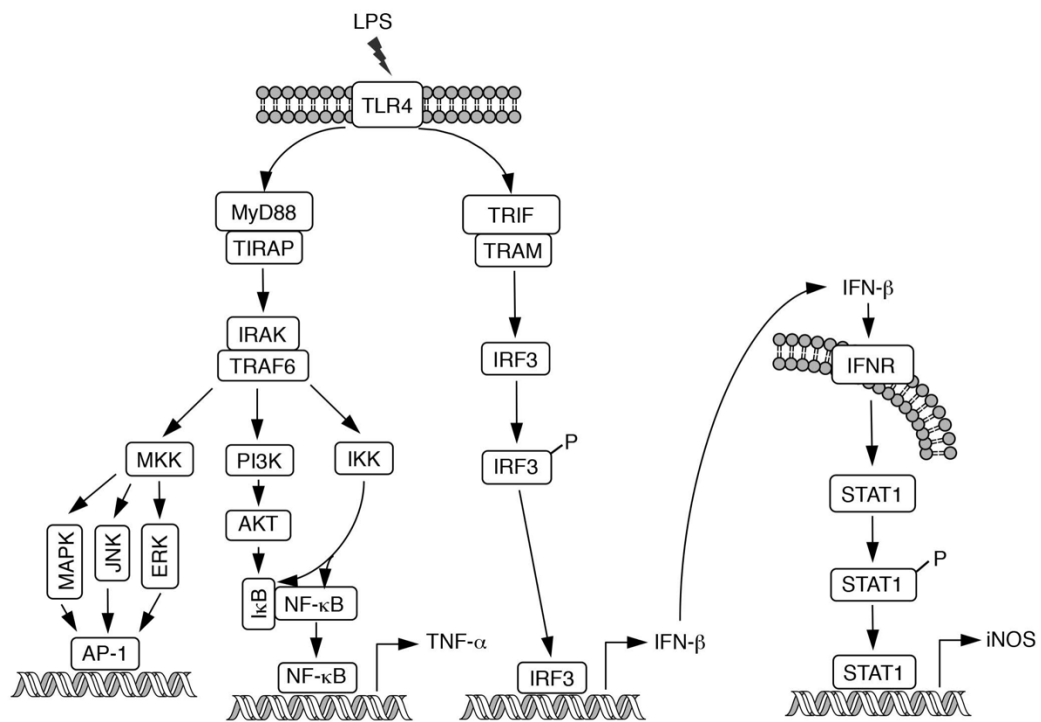 LPS
TLR4
MyD88
TIRAP
IRAK
TRAF6
MKK
PI3K
IKK
MAPK
JNK
ERK
AKT
IκB
NF-κB
AP-1
NF-κB
TNF-α
TRIF
TRAM
IRF3
IRF3
P
IRF3
IFN-β
IFN-β
IFNR
STAT1
STAT1
P
STAT1
iNOS